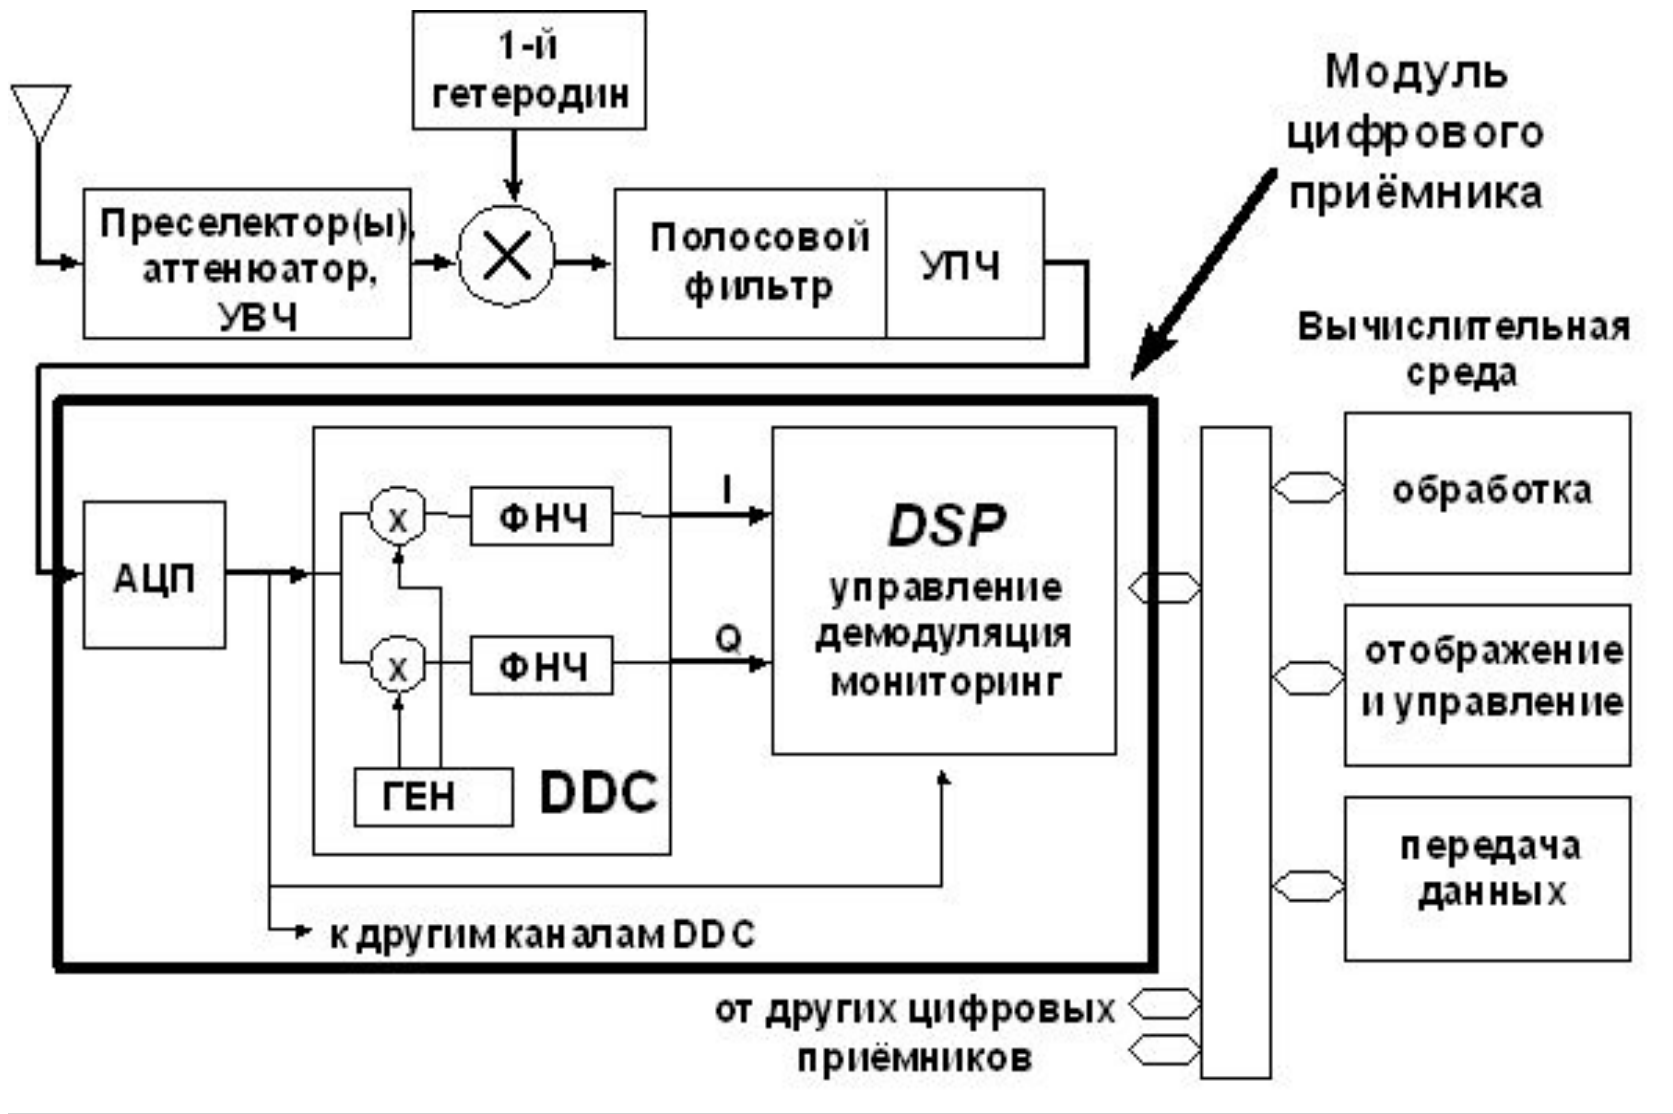 1-й
гетеродин
Модуль
цифрового
приёмника
Преселектор(ы),
аттенюатор,
УВЧ
X
Полосовой
фильтр
УПЧ
Вычислительная
среда
АЦП
X
ФНЧ
I
X
ФНЧ
Q
ГЕН
DDC
DSP
управление
демодуляция
мониторинг
обработка
отображение
и управление
передача
данных
к другим каналам DDC
от других цифровых
приёмников